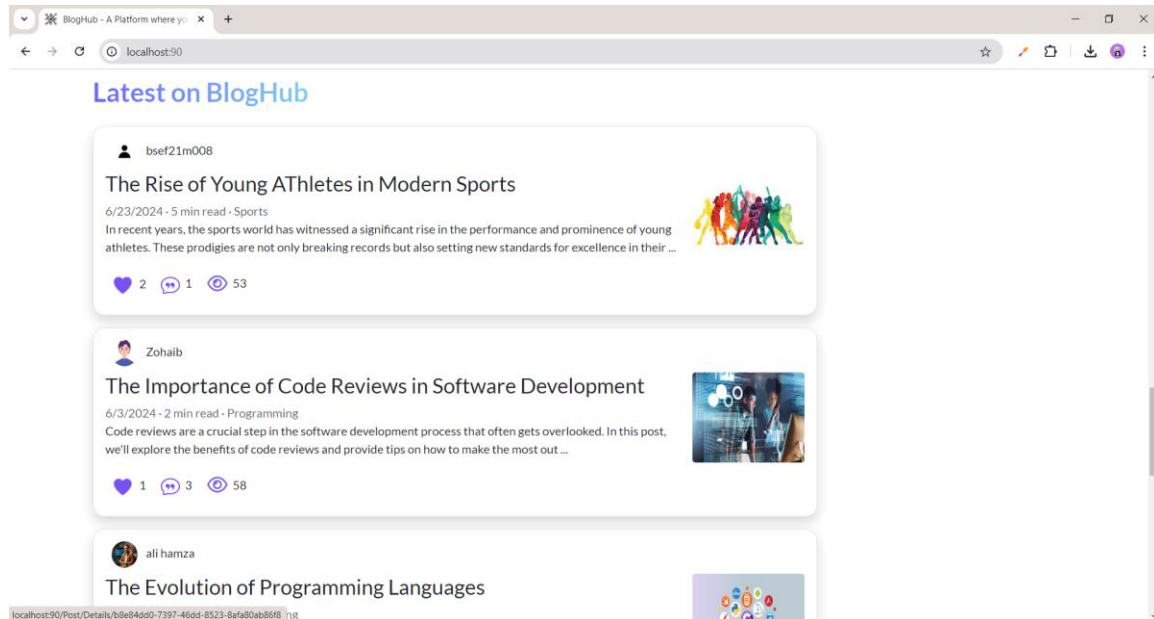 BlogHub - A Platform where yo
localhost:90
Latest on BlogHub
bsef21m008
The Rise of Young AThletes in Modern Sports
6/23/2024 · 5 min read · Sports
In recent years, the sports world has witnessed a significant rise in the performance and prominence of young
athletes. These prodigies are not only breaking records but also setting new standards for excellence in their ...
2 1 53
Zohaib
The Importance of Code Reviews in Software Development
6/3/2024 · 2 min read · Programming
Code reviews are a crucial step in the software development process that often gets overlooked. In this post,
we'll explore the benefits of code reviews and provide tips on how to make the most out ...
1 3 58
ali hamza
The Evolution of Programming Languages
localhost:90/Post/Details/b8e84dd0-7397-46dd-8523-8afa80ab86f8 ng